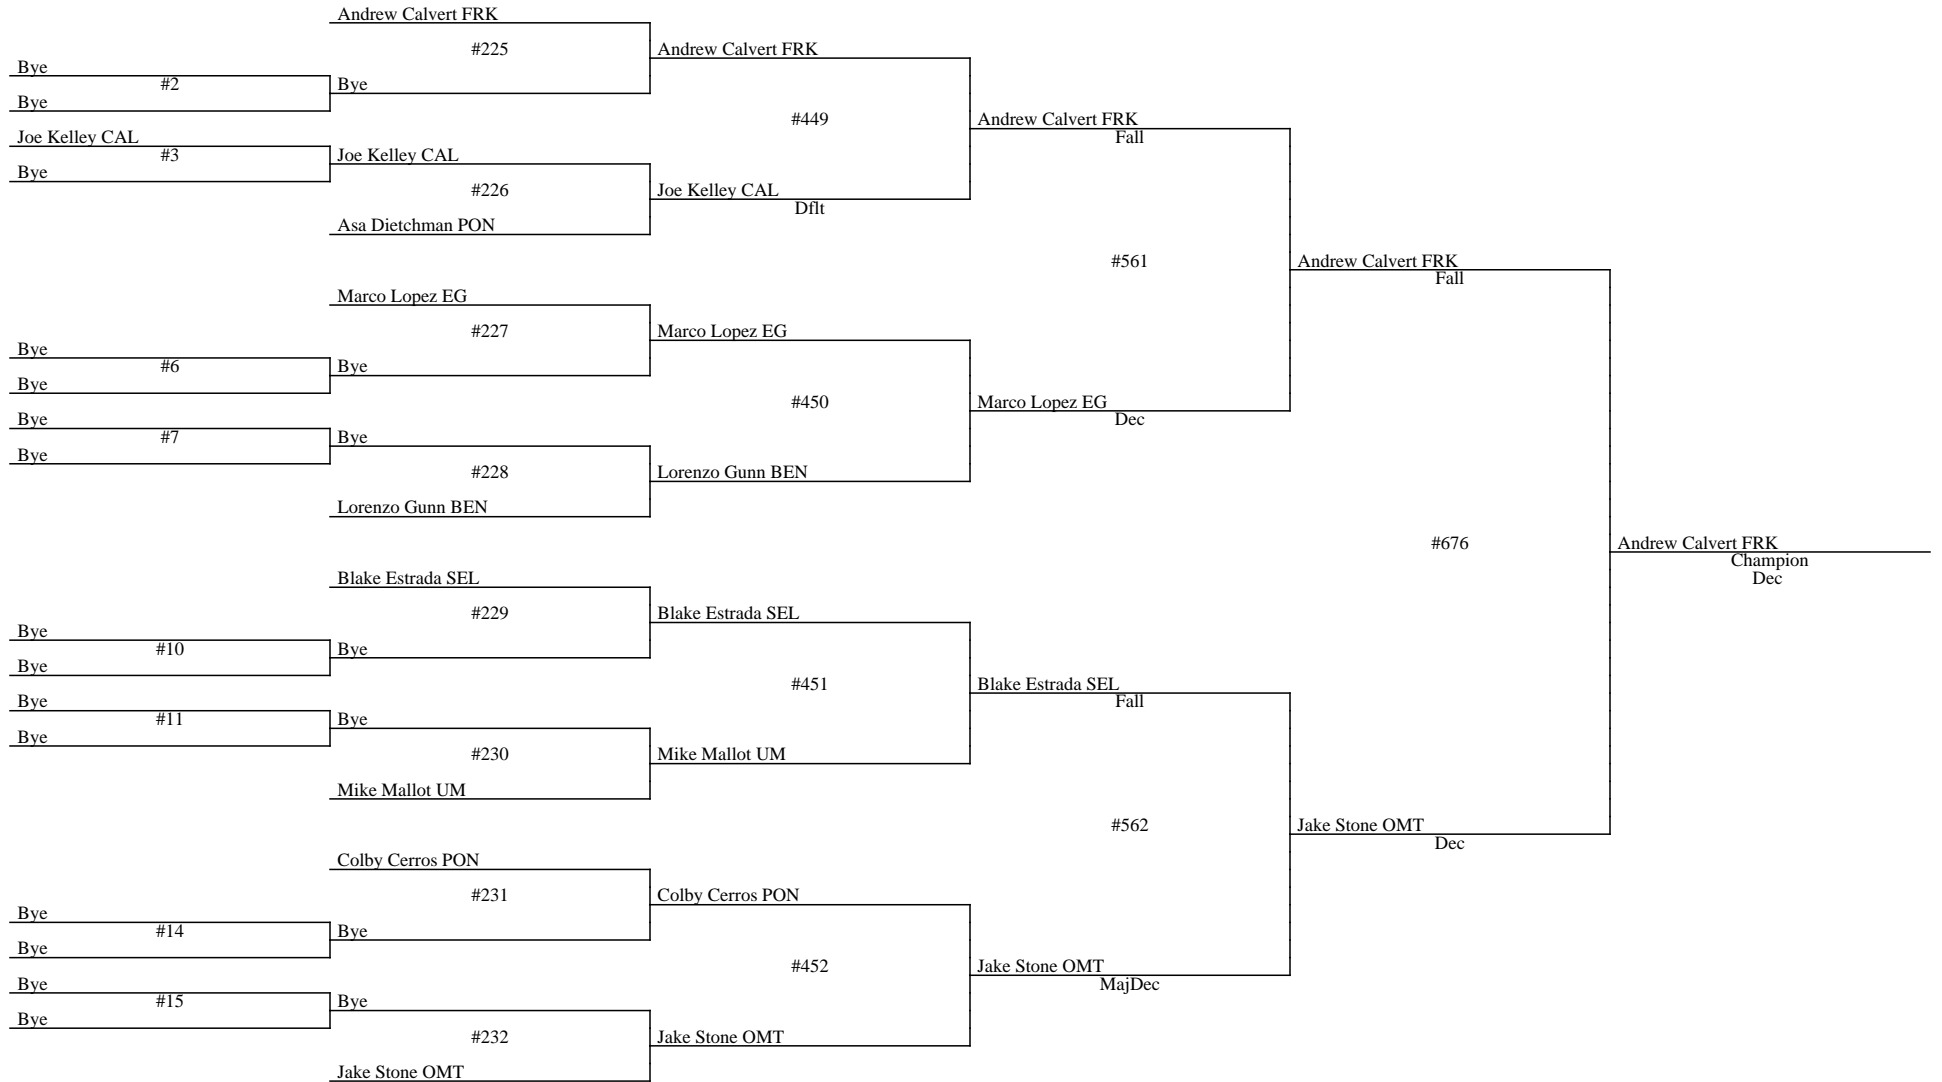 Andrew Calvert FRK
#225
Andrew Calvert FRK
Bye
#2
Bye
Bye
#449
Andrew Calvert FRK
Fall
Joe Kelley CAL
#3
Joe Kelley CAL
Bye
#226
Joe Kelley CAL
Dflt
Asa Dietchman PON
#561
Andrew Calvert FRK
Fall
Marco Lopez EG
#227
Marco Lopez EG
Bye
#6
Bye
Bye
#450
Marco Lopez EG
Dec
Bye
#7
Bye
Bye
#228
Lorenzo Gunn BEN
Lorenzo Gunn BEN
#676
Andrew Calvert FRK
Champion
Dec
Blake Estrada SEL
#229
Blake Estrada SEL
Bye
#10
Bye
Bye
#451
Blake Estrada SEL
Fall
Bye
#11
Bye
Bye
#230
Mike Mallot UM
Mike Mallot UM
#562
Jake Stone OMT
Dec
Colby Cerros PON
#231
Colby Cerros PON
Bye
#14
Bye
Bye
#452
Jake Stone OMT
MajDec
Bye
#15
Bye
Bye
#232
Jake Stone OMT
Jake Stone OMT